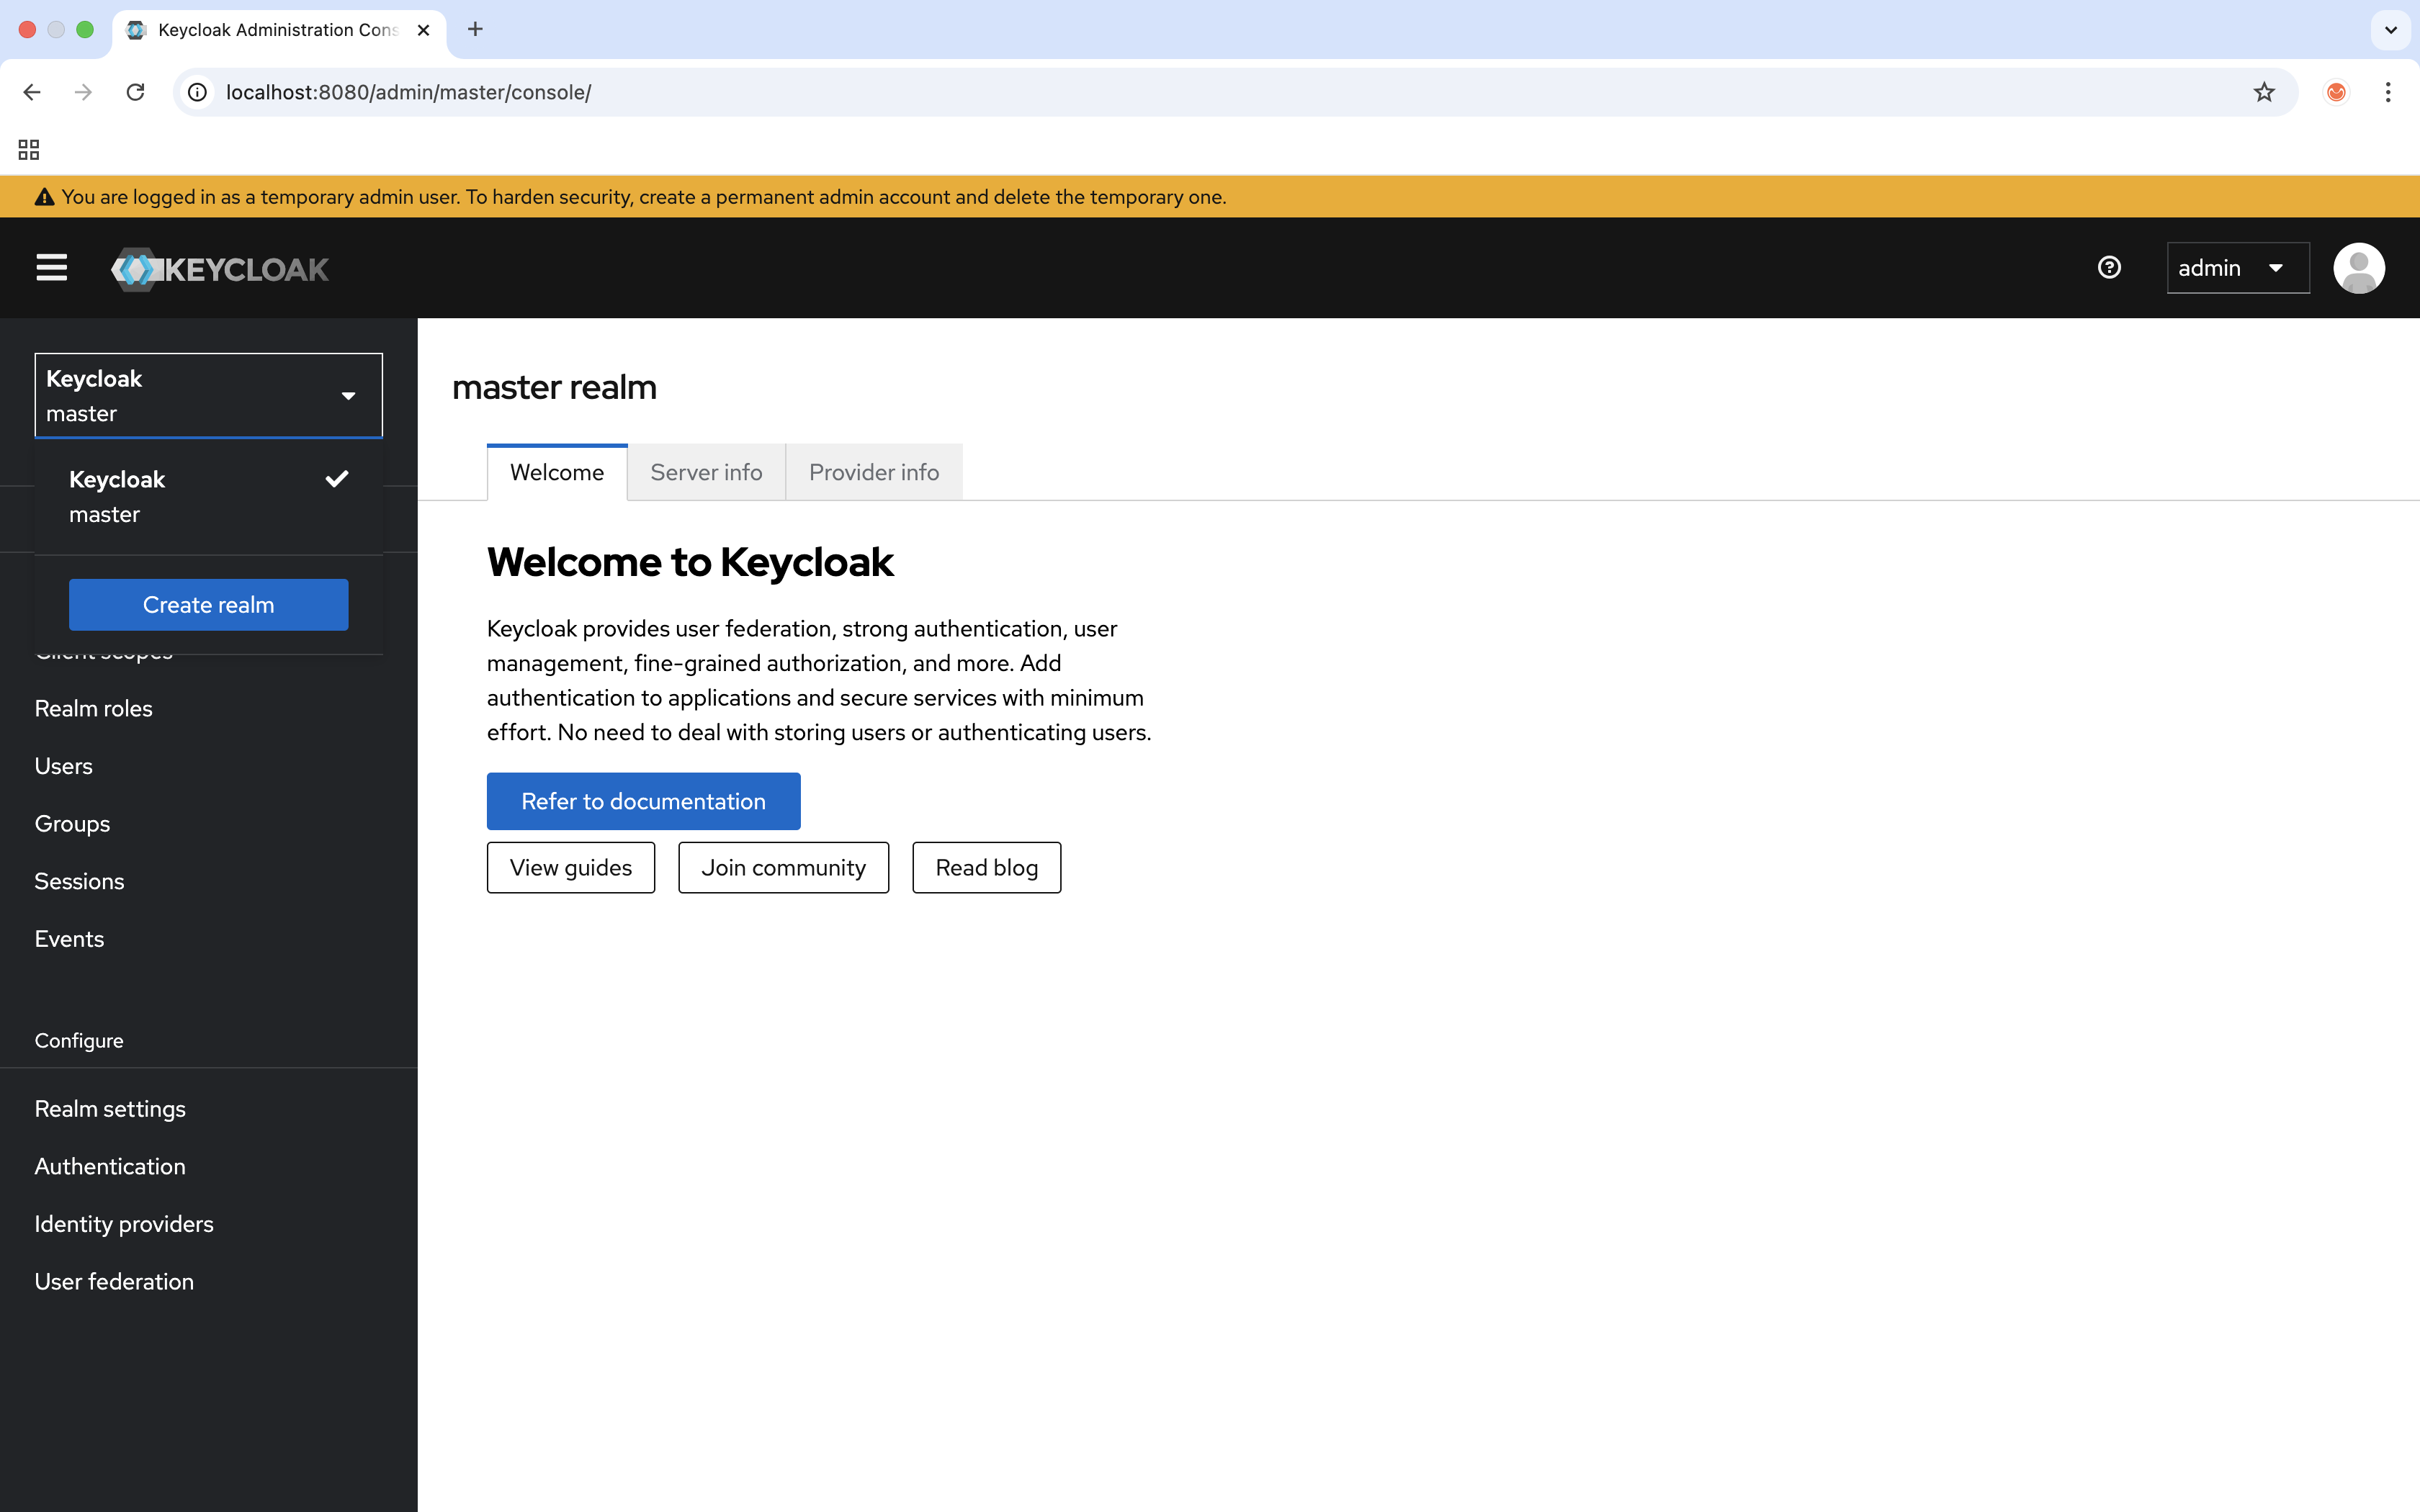 Keycloak Administration Cons
localhost:8080/admin/master/console/
You are logged in as a temporary admin user. To harden security, create a permanent admin account and delete the temporary one.
KEYCLOAK
admin
Keycloak
master
Keycloak
master
Create realm
Client scopes
Realm roles
Users
Groups
Sessions
Events
Configure
Realm settings
Authentication
Identity providers
User federation
master realm
Welcome
Server info
Provider info
Welcome to Keycloak
Keycloak provides user federation, strong authentication, user
management, fine-grained authorization, and more. Add
authentication to applications and secure services with minimum
effort. No need to deal with storing users or authenticating users.
Refer to documentation
View guides
Join community
Read blog